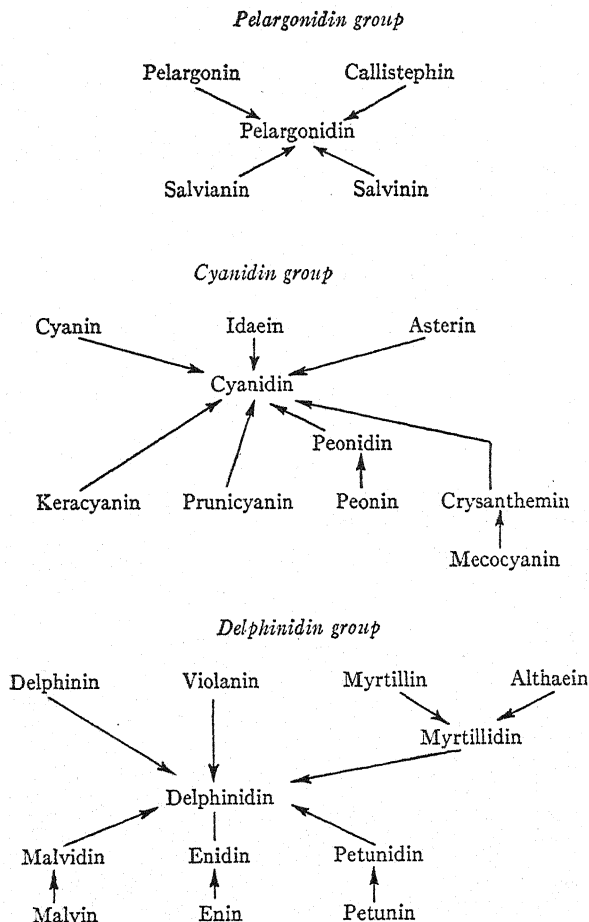 Pelargonidin group
Pelargonin Callistephin
Pelargonidin
Salvianin Salvinin
Cyanidin group
Cyanin Idaein Asterin
Cyanidin
Peonidin
Keracyanin Prunicyanin Peonin Crysanthemin
Mecocyanin
Delphinidin group
Delphinin Violanin Myrtillin Althaein
Myrtillidin
Delphinidin
Malvidin Enidin Petunidin
Malvin Enin Petunin